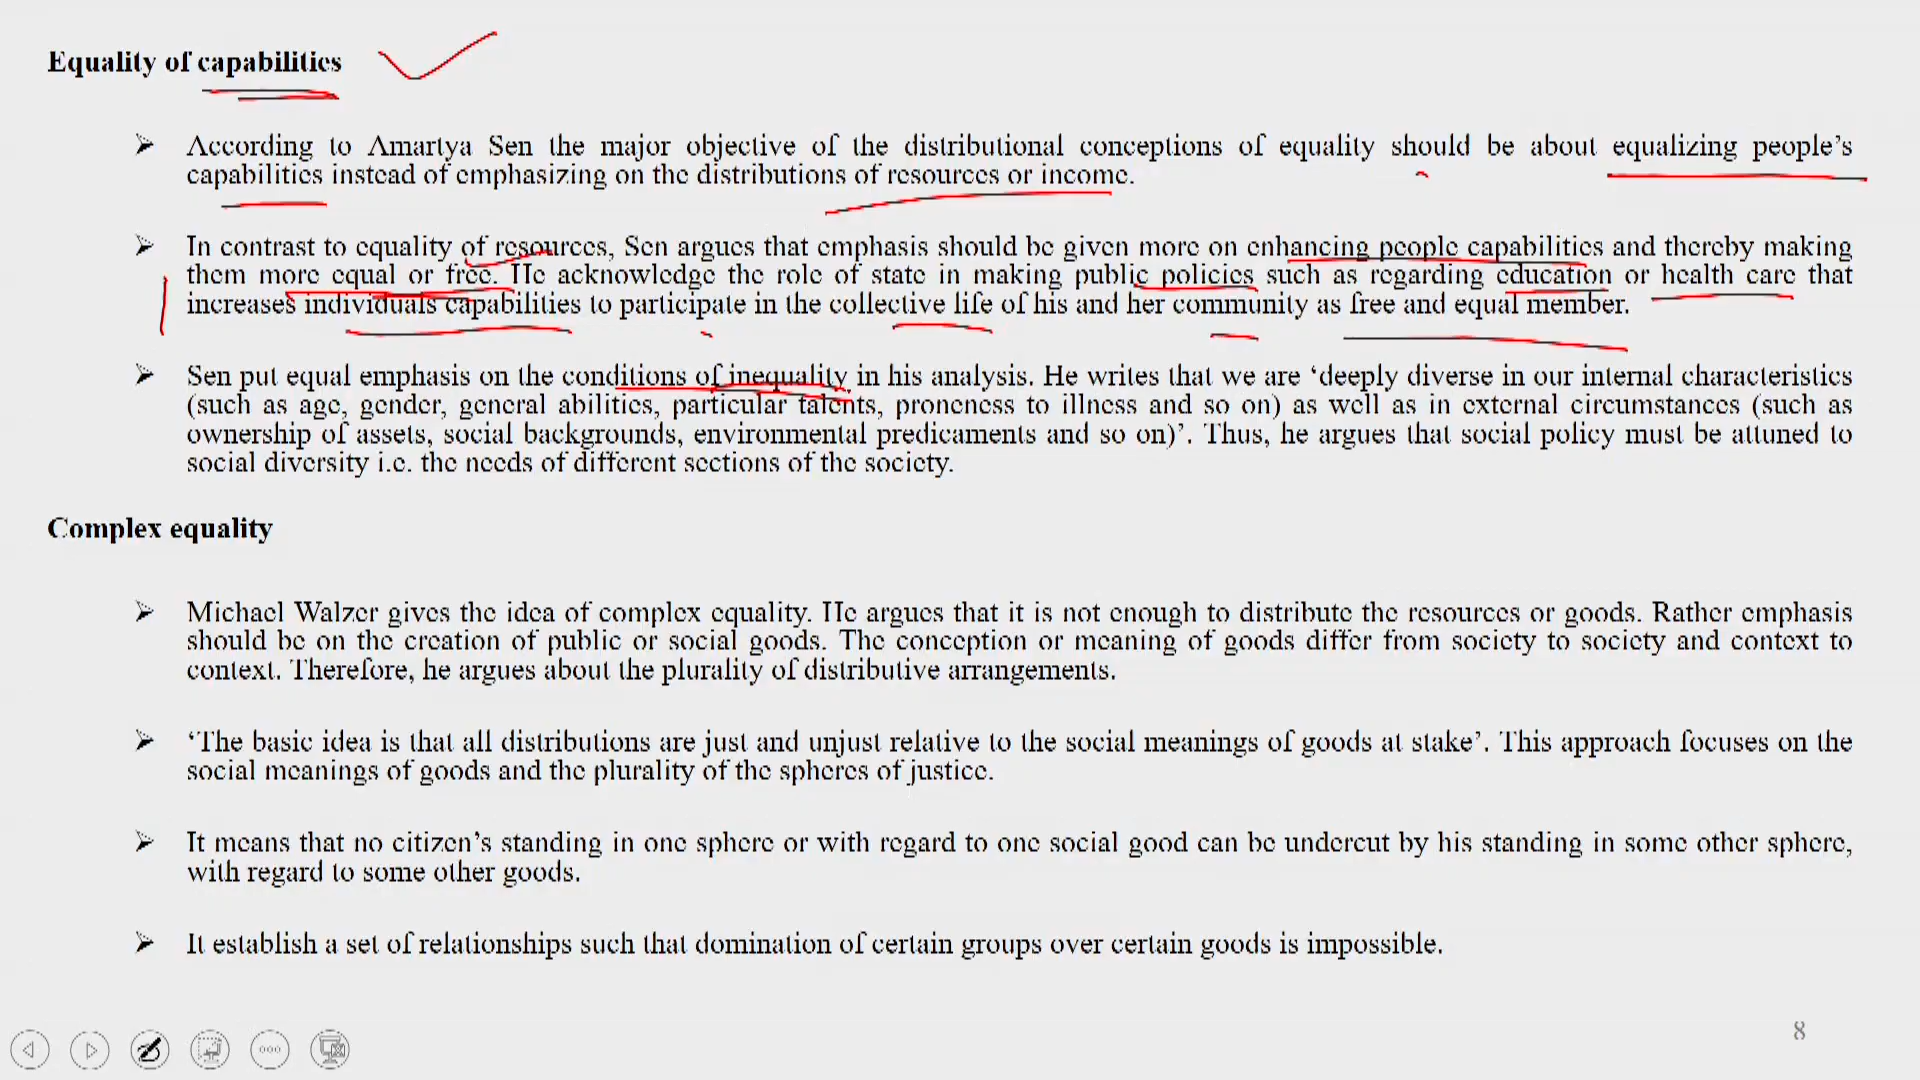 Equality of capabilities
According to Amartya Sen the major objective of the distributional conceptions of equality should be about equalizing people’s
capabilities instead of emphasizing on the distributions of resources or income.
In contrast to equality of resources, Sen argues that emphasis should be given more on enhancing people capabilities and thereby making
them more equal or free. He acknowledge the role of state in making public policies such as regarding education or health care that
increases individuals capabilities to participate in the collective life of his and her community as free and equal member.
Sen put equal emphasis on the conditions of inequality in his analysis. He writes that we are ‘deeply diverse in our internal characteristics
(such as age, gender, general abilities, particular talents, proneness to illness and so on) as well as in external circumstances (such as
ownership of assets, social backgrounds, environmental predicaments and so on)’. Thus, he argues that social policy must be attuned to
social diversity i.e. the needs of different sections of the society.
Complex equality
Michael Walzer gives the idea of complex equality. He argues that it is not enough to distribute the resources or goods. Rather emphasis
should be on the creation of public or social goods. The conception or meaning of goods differ from society to society and context to
context. Therefore, he argues about the plurality of distributive arrangements.
‘The basic idea is that all distributions are just and unjust relative to the social meanings of goods at stake’. This approach focuses on the
social meanings of goods and the plurality of the spheres of justice.
It means that no citizen’s standing in one sphere or with regard to one social good can be undercut by his standing in some other sphere,
with regard to some other goods.
It establish a set of relationships such that domination of certain groups over certain goods is impossible.
8